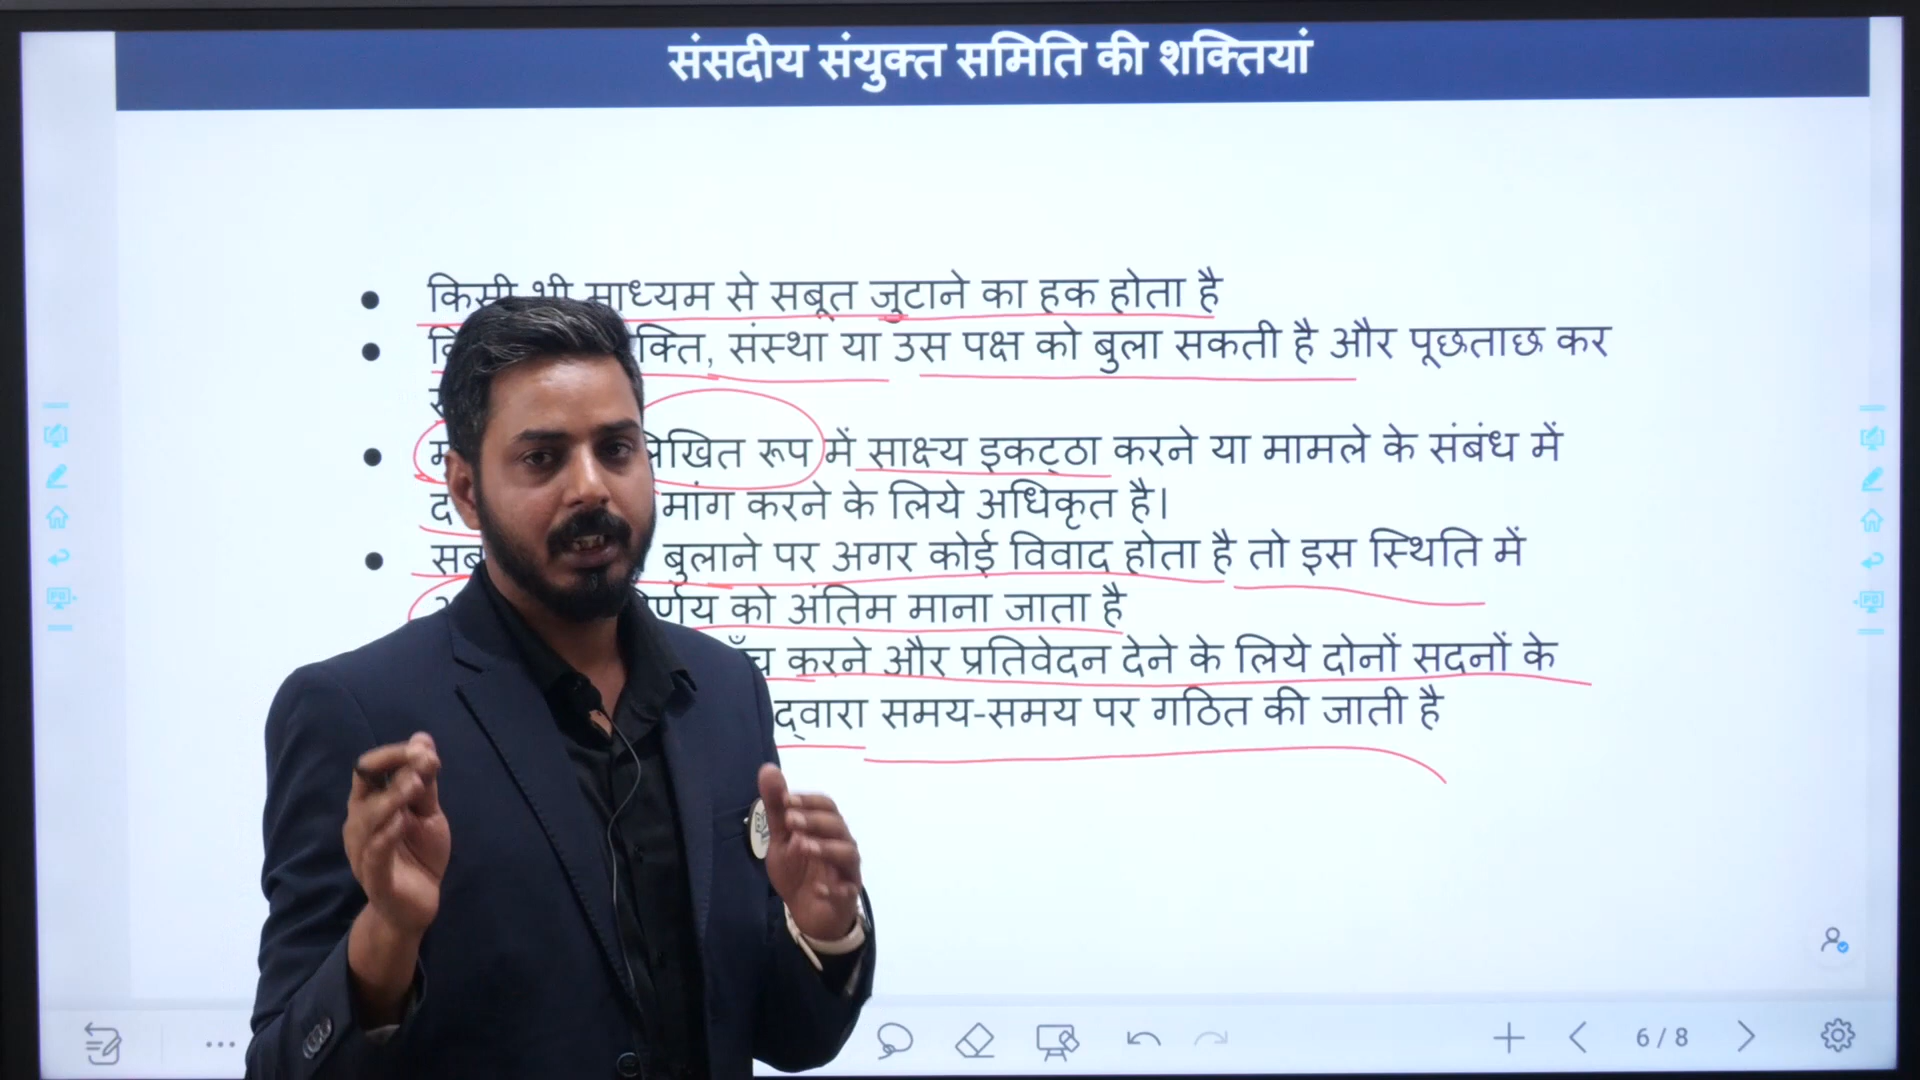 संसदीय संयुक्त समिति की शक्तियां
किसी भी माध्यम से सबूत जुटाने का हक होता है
संस्था या उस पक्ष को बुला सकती है और पूछताछ कर
रूप में साक्ष्य इकट्ठा करने या मामले के संबंध में
मांग करने के लिये अधिकृत है।
बुलाने पर अगर कोई विवाद होता है तो इस स्थिति में
को अंतिम माना जाता है
करने और प्रतिवेदन देने के लिये दोनों सदनों के
द्वारा समय-समय पर गठित की जाती है
6/8